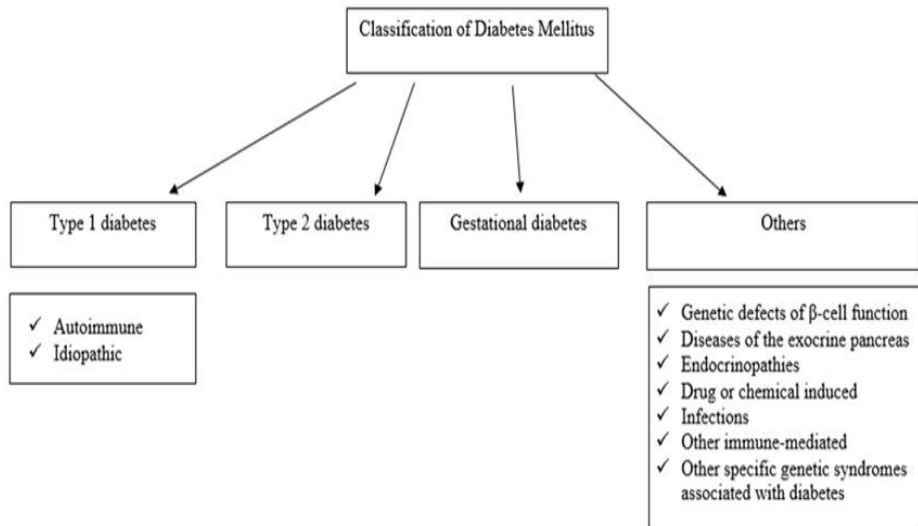 Classification of Diabetes Mellitus
Type 1 diabetes
Type 2 diabetes
Gestational diabetes
Others
✓ Autoimmune
✓ Idiopathic
✓ Genetic defects of β-cell function
✓ Diseases of the exocrine pancreas
✓ Endocrinopathies
✓ Drug or chemical induced
✓ Infections
✓ Other immune-mediated
✓ Other specific genetic syndromes
associated with diabetes